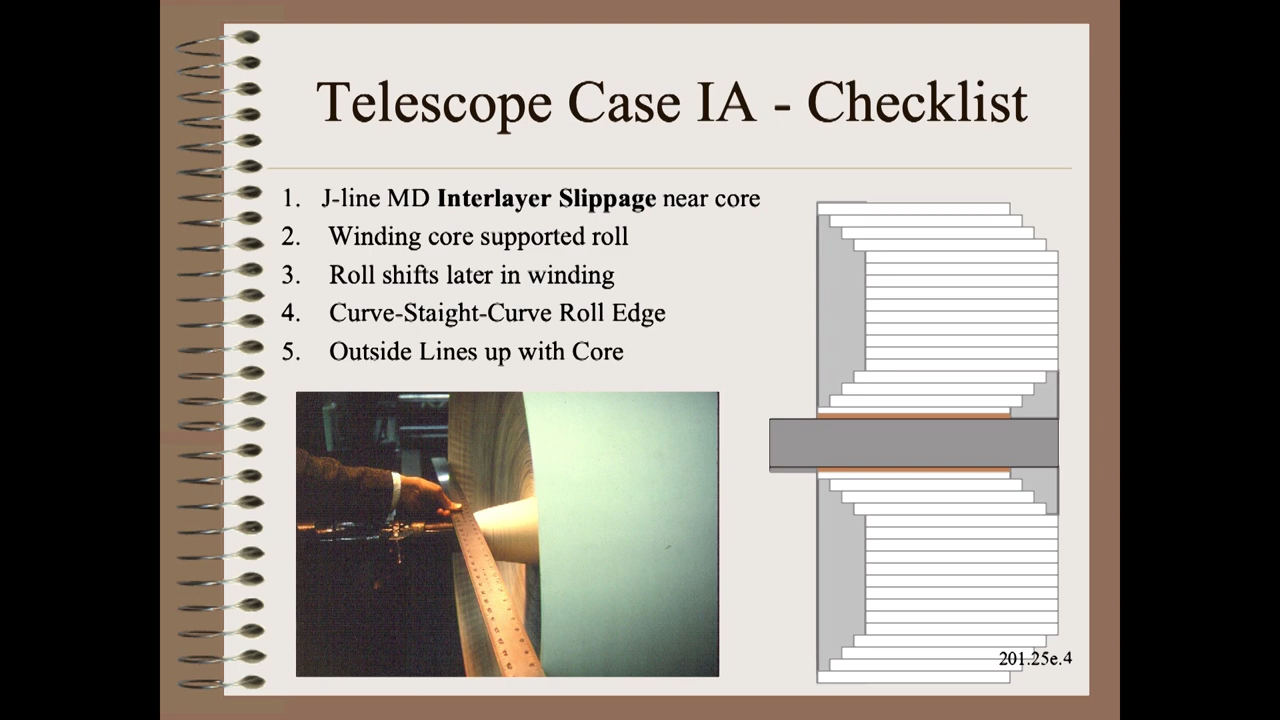 Telescope Case IA - Checklist
1. J-line MD Interlayer Slippage near core
2. Winding core supported roll
3. Roll shifts later in winding
4. Curve-Staight-Curve Roll Edge
5. Outside Lines up with Core
201.25e.4